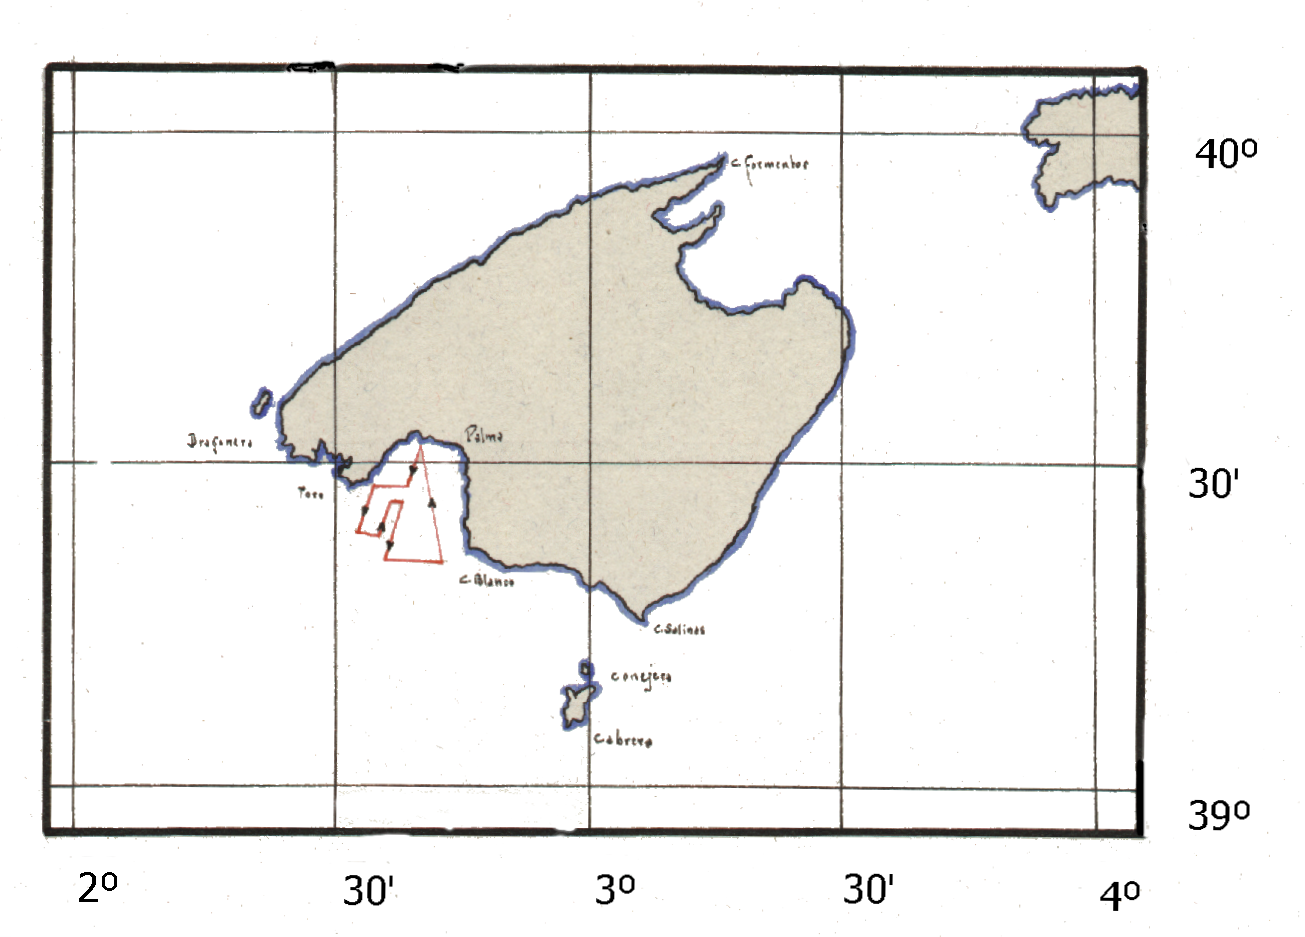 40º
C. Formentor
Dragonera
Palma
30'
Toro
C. Blanco
C. Salinas
Conejera
Cabrera
39º
2º 30' 3º 30' 4º